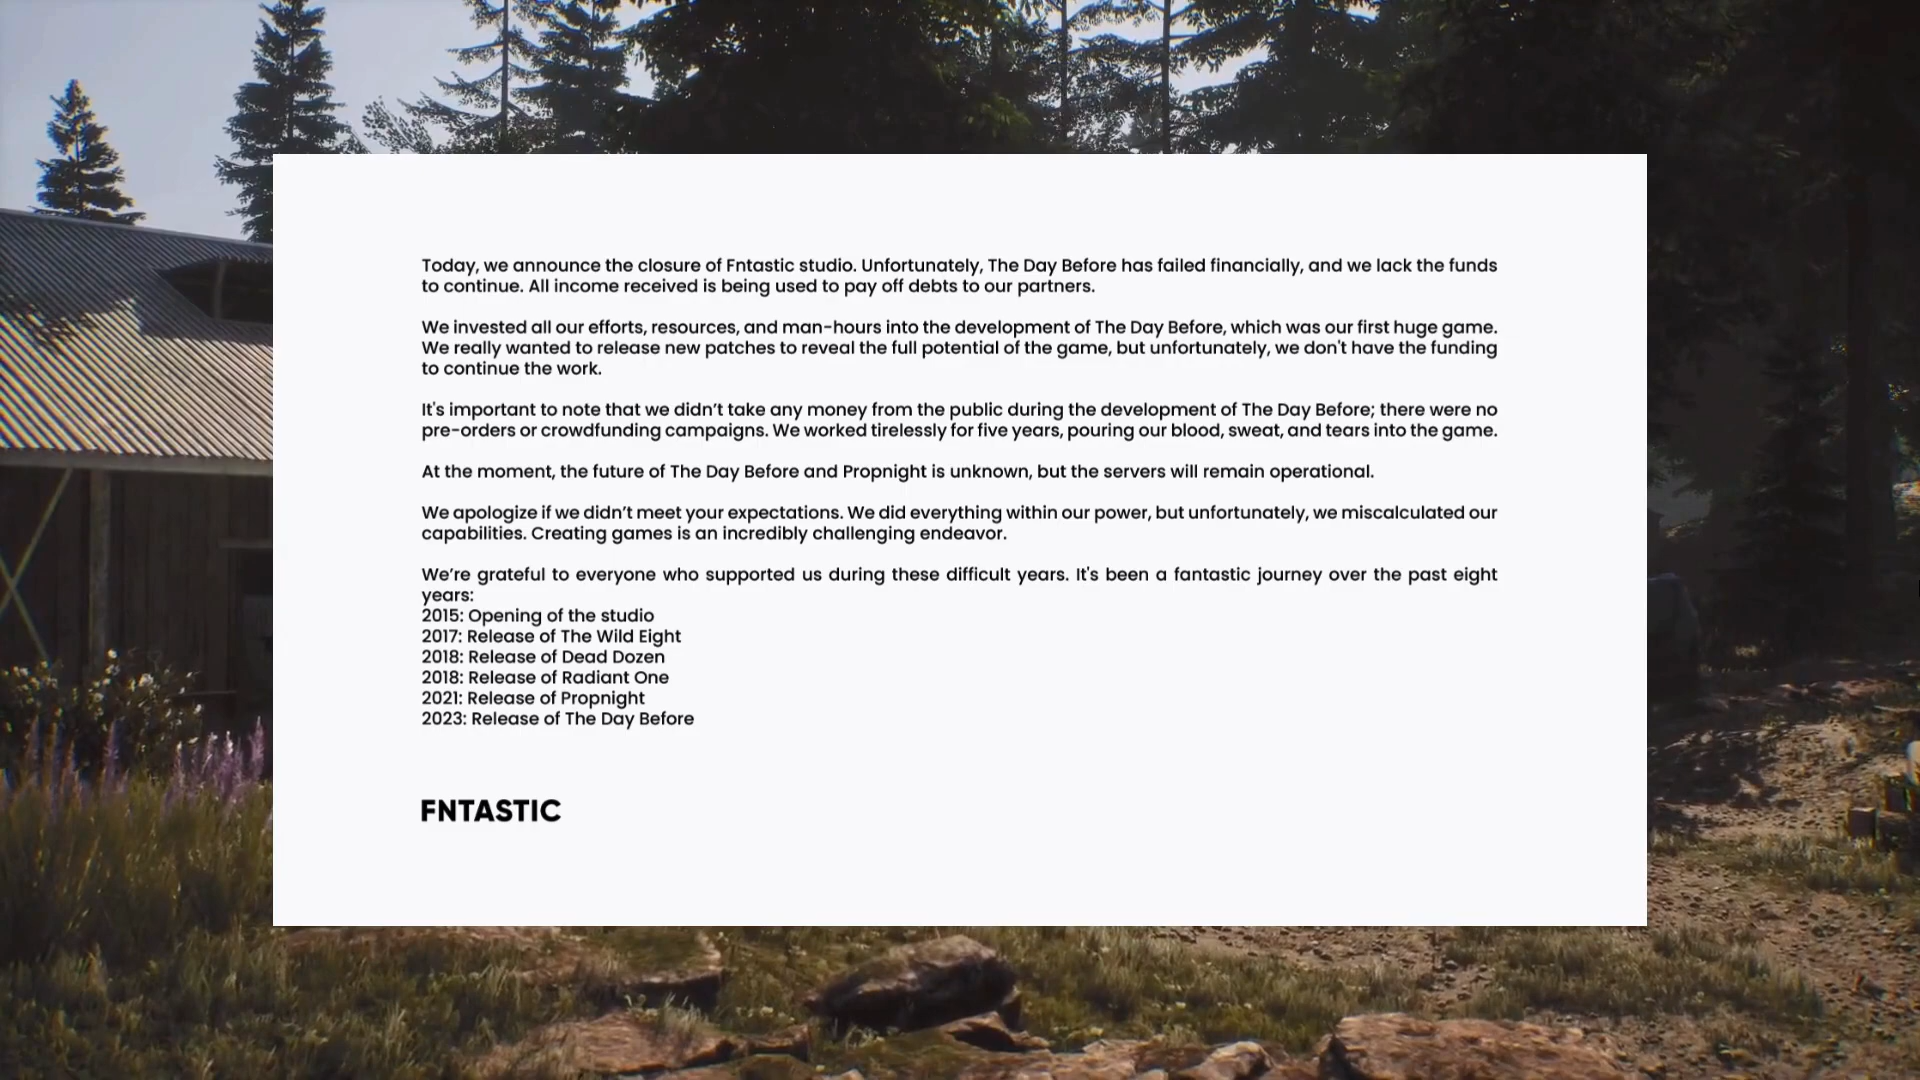 Today, we announce the closure of Fntastic studio. Unfortunately, The Day Before has failed financially, and we lack the funds
to continue. All income received is being used to pay off debts to our partners.
We invested all our efforts, resources, and man-hours into the development of The Day Before, which was our first huge game.
We really wanted to release new patches to reveal the full potential of the game, but unfortunately, we don't have the funding
to continue the work.
It's important to note that we didn’t take any money from the public during the development of The Day Before; there were no
pre-orders or crowdfunding campaigns. We worked tirelessly for five years, pouring our blood, sweat, and tears into the game.
At the moment, the future of The Day Before and Propnight is unknown, but the servers will remain operational.
We apologize if we didn’t meet your expectations. We did everything within our power, but unfortunately, we miscalculated our
capabilities. Creating games is an incredibly challenging endeavor.
We’re grateful to everyone who supported us during these difficult years. It's been a fantastic journey over the past eight
years:
2015: Opening of the studio
2017: Release of The Wild Eight
2018: Release of Dead Dozen
2018: Release of Radiant One
2021: Release of Propnight
2023: Release of The Day Before
FNTASTIC